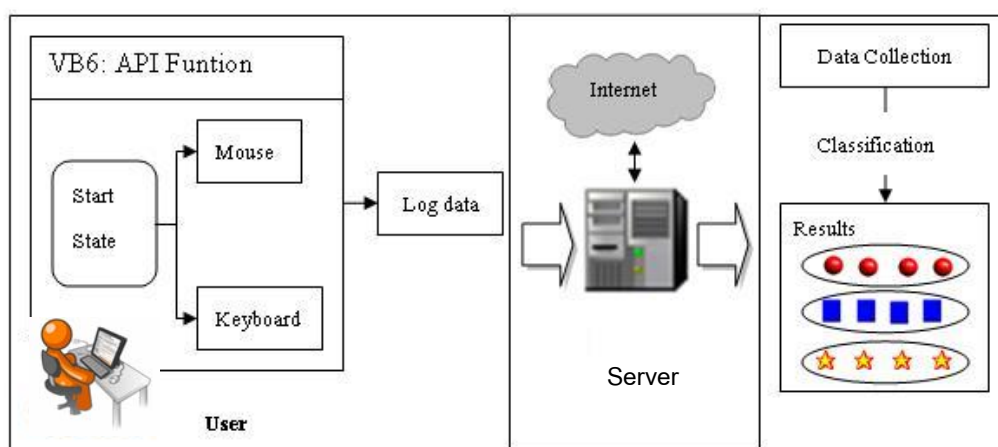 VB6: API Funtion
Start
State
Mouse
Keyboard
Log data
User
Internet
Server
Data Collection
Classification
Results